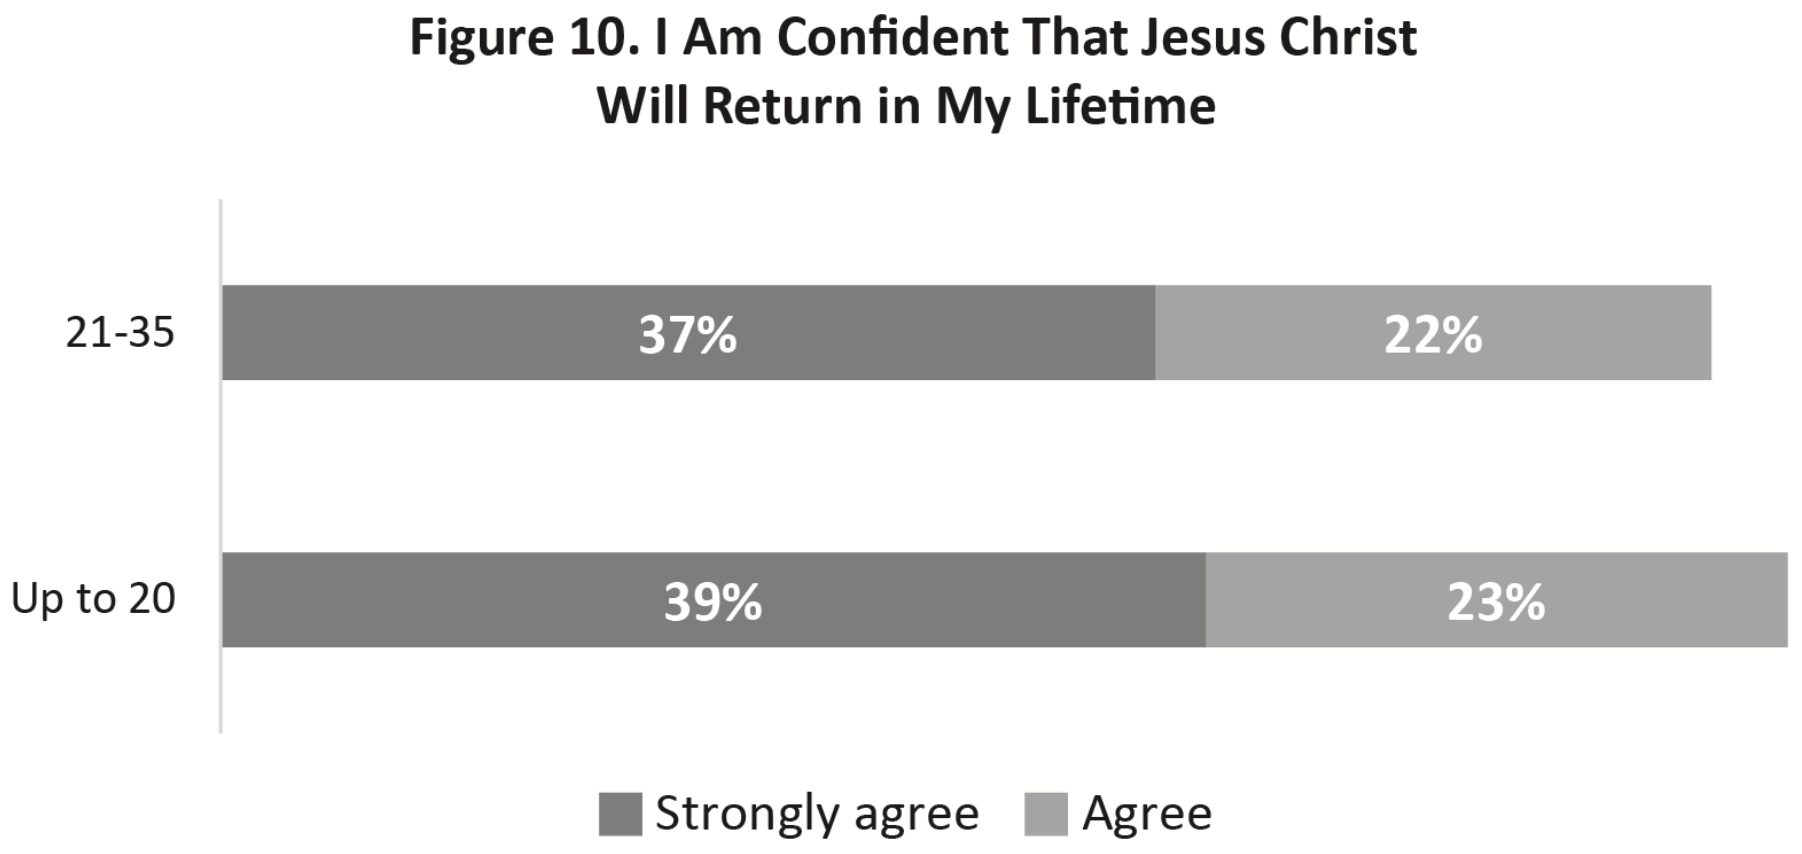 Figure 10. I Am Confident That Jesus Christ
Will Return in My Lifetime
21-35
37%
22%
Up to 20
39%
23%
Strongly agree
Agree